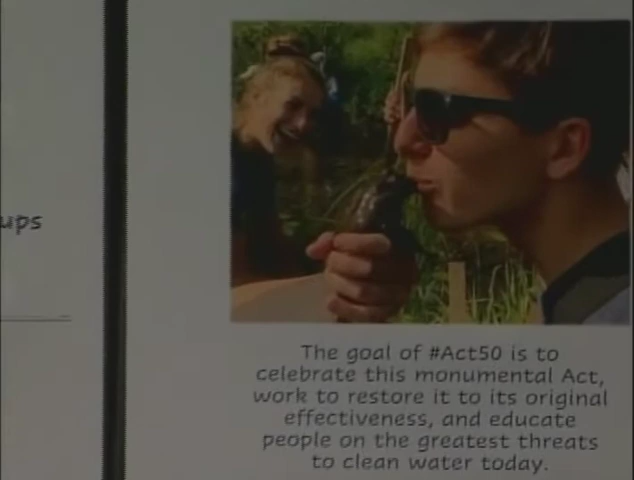 ups
The goal of #Act50 is to
celebrate this monumental Act,
work to restore it to its original
effectiveness, and educate
people on the greatest threats
to clean water today.